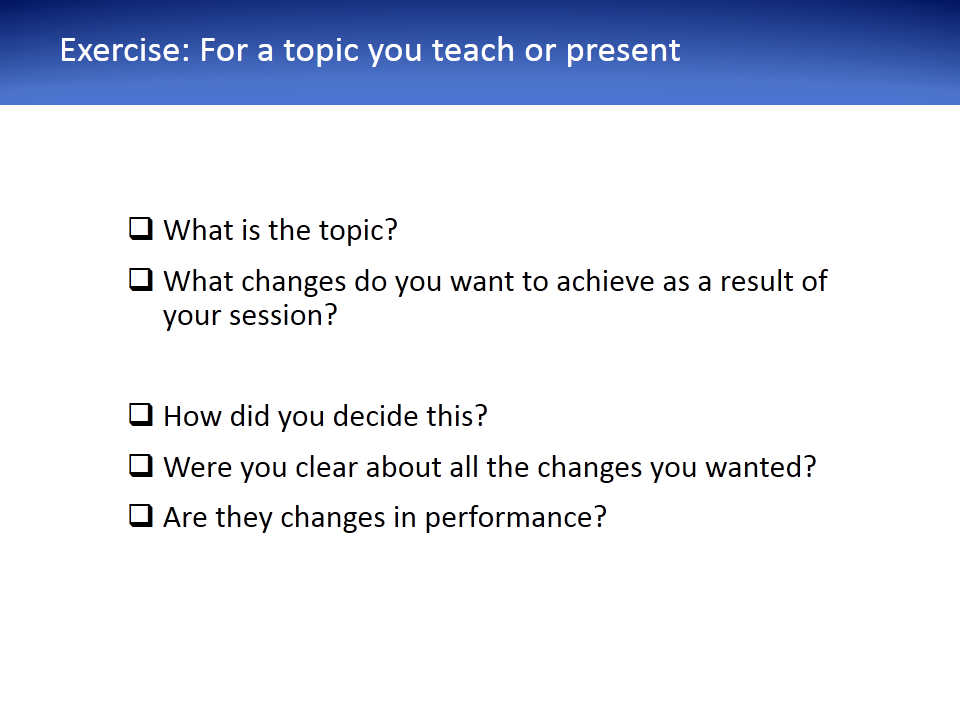 Exercise: For a topic you teach or present
❑ What is the topic?
❑ What changes do you want to achieve as a result of
your session?
❑ How did you decide this?
❑ Were you clear about all the changes you wanted?
❑ Are they changes in performance?